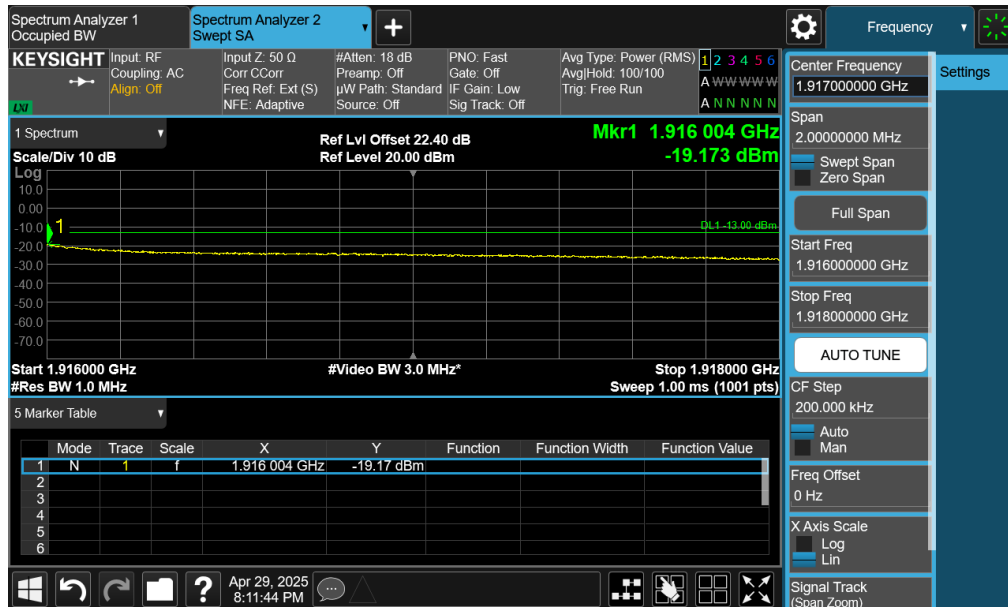 Spectrum Analyzer 1
Occupied BW
Spectrum Analyzer 2
Swept SA
▼
+
Frequency
▼
KEYSIGHT
LXI
Input: RF
Coupling: AC
Align: Off
Input Z: 50 Ω
Corr CCorr
Freq Ref: Ext (S)
NFE: Adaptive
#Atten: 18 dB
Preamp: Off
µW Path: Standard
Source: Off
PNO: Fast
Gate: Off
IF Gain: Low
Sig Track: Off
Avg Type: Power (RMS)
Avg|Hold: 100/100
Trig: Free Run
1 2 3 4 5 6
A W W W W W
A N N N N N
1 Spectrum ▼
Scale/Div 10 dB
Ref Lvl Offset 22.40 dB
Ref Level 20.00 dBm
Mkr1 1.916 004 GHz
-19.173 dBm
Log
10.0
0.00
-10.0
-20.0
-30.0
-40.0
-50.0
-60.0
-70.0
1
DL1 -13.00 dBm
Start 1.916000 GHz
#Res BW 1.0 MHz
#Video BW 3.0 MHz*
Stop 1.918000 GHz
Sweep 1.00 ms (1001 pts)
5 Marker Table ▼
Mode Trace Scale X Y Function Function Width Function Value
1 N 1 f 1.916 004 GHz -19.17 dBm
2
3
4
5
6
Center Frequency
1.917000000 GHz
Span
2.00000000 MHz
Swept Span
Zero Span
Full Span
Start Freq
1.916000000 GHz
Stop Freq
1.918000000 GHz
AUTO TUNE
CF Step
200.000 kHz
Auto
Man
Freq Offset
0 Hz
X Axis Scale
Log
Lin
Signal Track
(Span Zoom)
Settings
?
Apr 29, 2025
8:11:44 PM